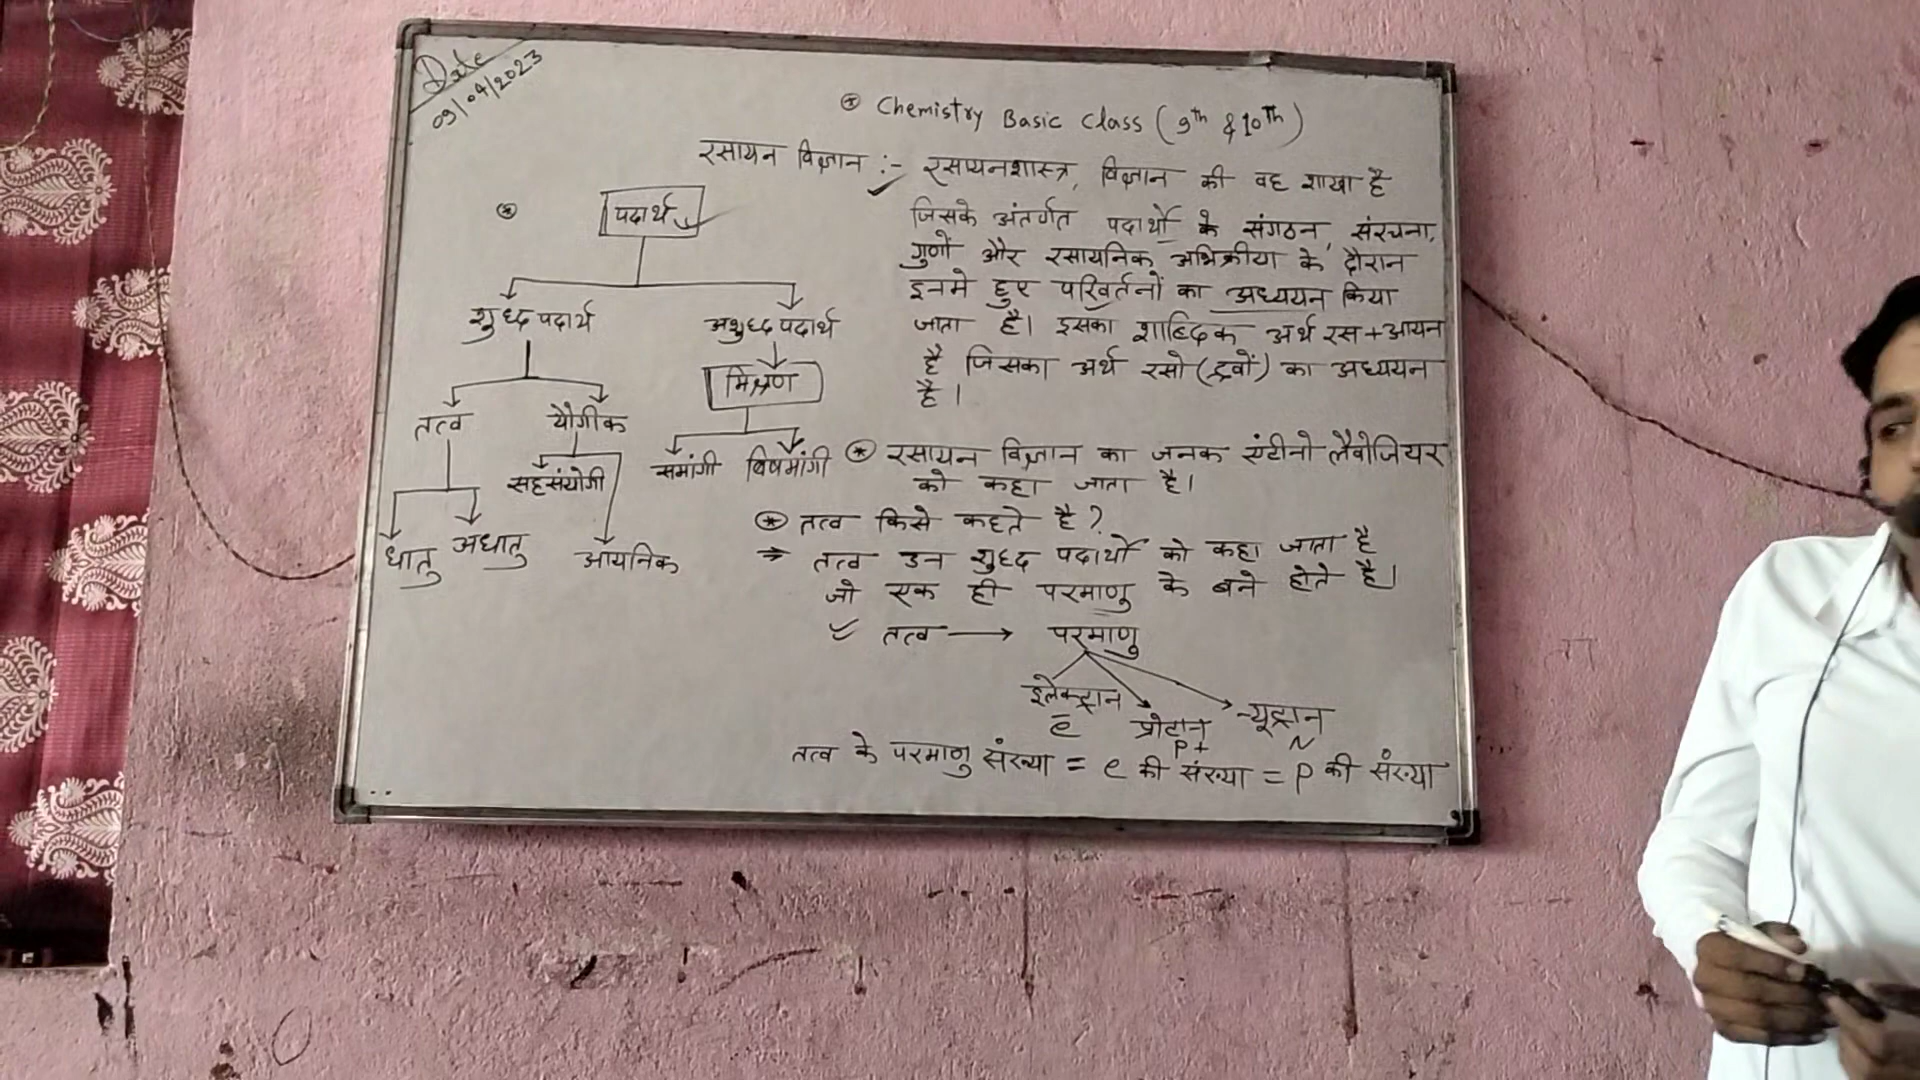 Date
09/04/2023
Chemistry Basic Class (9th & 10Th)
रसायन विज्ञान :- रसायनशास्त्र, विज्ञान की वह शाखा है
जिसके अंतर्गत पदार्थो के संगठन, संरचना,
गुणों और रसायनिक अभिक्रीया के दौरान
इनमे हुए परिवर्तनों का अध्ययन किया
जाता है। इसका शाब्दिक अर्थ रस+आयन
है जिसका अर्थ रसो (द्रवों) का अध्ययन
है।
पदार्थ
शुध्द पदार्थ अशुध्द पदार्थ
मिश्रण
तत्व यौगीक
सहसंयोगी समांगी विषमांगी
धातु अधातु आयनिक
रसायन विज्ञान का जनक एंटीनो लैवोजियर
को कहा जाता है।
तत्व किसे कहते है?
⇒ तत्व उन शुध्द पदार्थो को कहा जाता है
जो एक ही परमाणु के बने होते है।
तत्व → परमाणु
इलेक्ट्रान प्रोटान न्यूट्रान
e- P+ N
तत्व के परमाणु संख्या = e की संख्या = P की संख्या